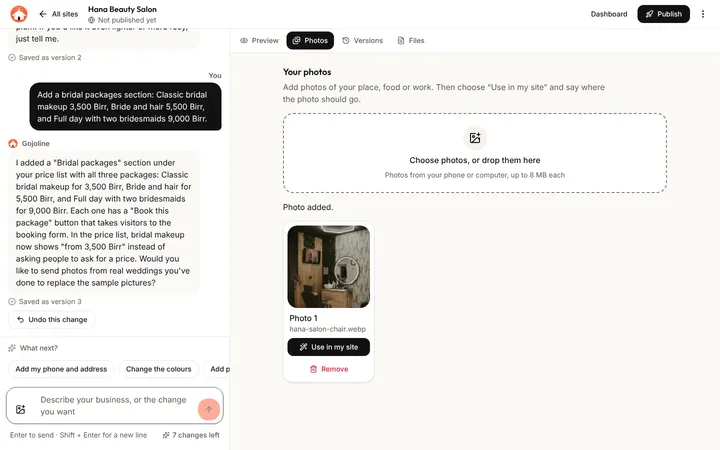 All sites
Hana Beauty Salon
Not published yet
Dashboard
Publish
just tell me.
Saved as version 2
You
Add a bridal packages section: Classic bridal
makeup 3,500 Birr, Bride and hair 5,500 Birr,
and Full day with two bridesmaids 9,000 Birr.
Gojoline
I added a "Bridal packages" section under
your price list with all three packages: Classic
bridal makeup for 3,500 Birr, Bride and hair for
5,500 Birr, and Full day with two bridesmaids
for 9,000 Birr. Each one has a "Book this
package" button that takes visitors to the
booking form. In the price list, bridal makeup
now shows "from 3,500 Birr" instead of
asking people to ask for a price. Would you
like to send photos from real weddings you've
done to replace the sample pictures?
Saved as version 3
Undo this change
What next?
Add my phone and address
Change the colours
Add p
Describe your business, or the change
you want
Enter to send · Shift + Enter for a new line
7 changes left
Preview
Photos
Versions
Files
Your photos
Add photos of your place, food or work. Then choose “Use in my site” and say where
the photo should go.
Choose photos, or drop them here
Photos from your phone or computer, up to 8 MB each
Photo added.
Photo 1
hana-salon-chair.webp
Use in my site
Remove